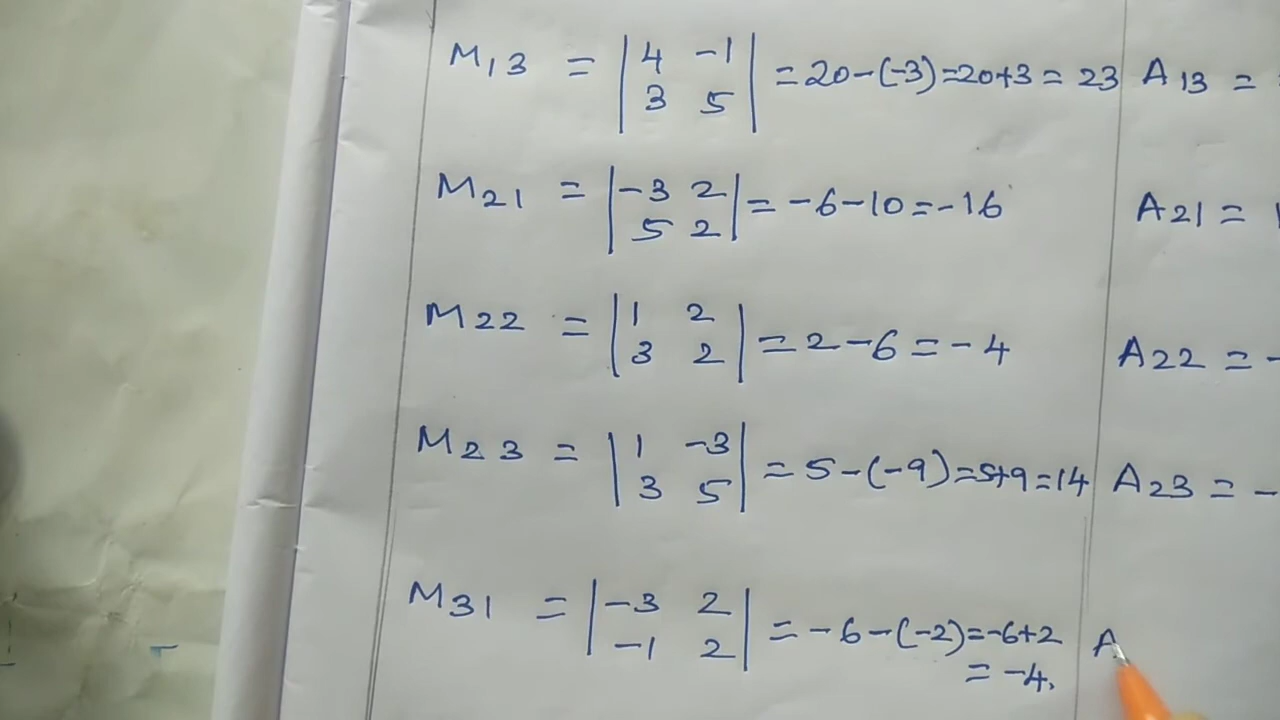 M13 = |4 -1| = 20-(-3)=20+3 = 23 A13 =
|3 5|
M21 = |-3 2| = -6-10=-16 A21 = 1
|5 2|
M22 = |1 2| = 2-6 = -4 A22 = -
|3 2|
M23 = |1 -3| = 5-(-9)=5+9=14 A23 = -
|3 5|
M31 = |-3 2| = -6-(-2)=-6+2 A
|-1 2| = -4.